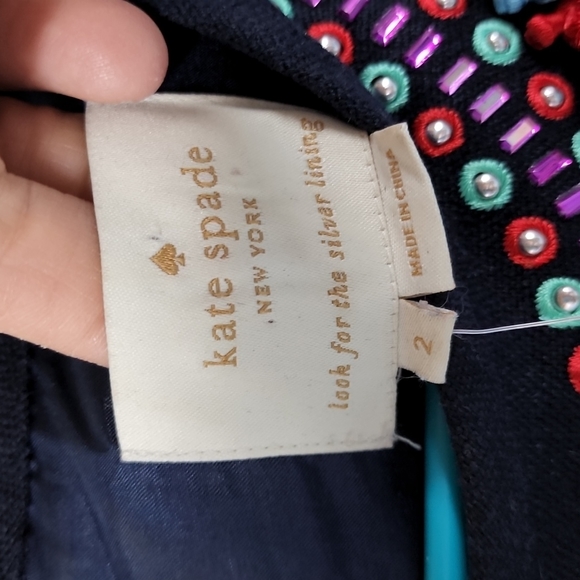 kate spade
NEW YORK
look for the silver lining
MADE IN CHINA
2